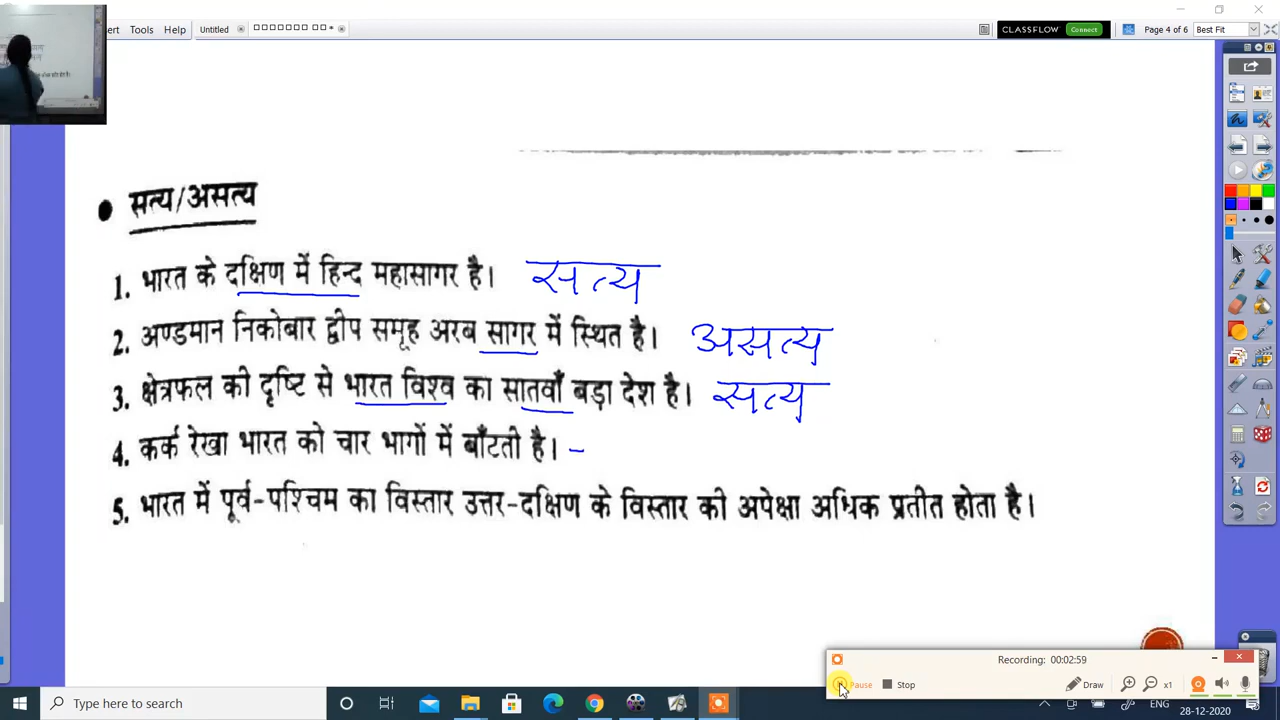 ert Tools Help Untitled CLASSFLOW Connect Page 4 of 6 Best Fit
सत्य/असत्य
1. भारत के दक्षिण में हिन्द महासागर है। सत्य
2. अण्डमान निकोबार द्वीप समूह अरब सागर में स्थित है। असत्य
3. क्षेत्रफल की दृष्टि से भारत विश्व का सातवाँ बड़ा देश है। सत्य
4. कर्क रेखा भारत को चार भागों में बाँटती है।
5. भारत में पूर्व-पश्चिम का विस्तार उत्तर-दक्षिण के विस्तार की अपेक्षा अधिक प्रतीत होता है।
Recording: 00:02:59
Pause Stop Draw x1
Type here to search ENG 10:07
28-12-2020